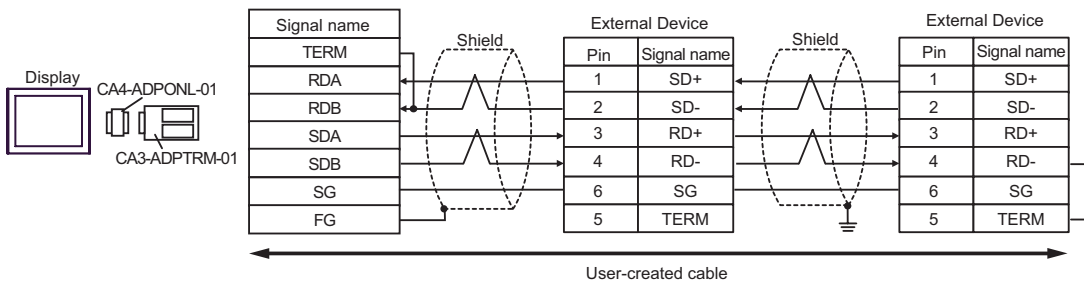 Display
CA4-ADPONL-01
CA3-ADPTRM-01
Signal name
TERM
RDA
RDB
SDA
SDB
SG
FG
Shield
External Device
Pin Signal name
1 SD+
2 SD-
3 RD+
4 RD-
6 SG
5 TERM
Shield
External Device
Pin Signal name
1 SD+
2 SD-
3 RD+
4 RD-
6 SG
5 TERM
User-created cable